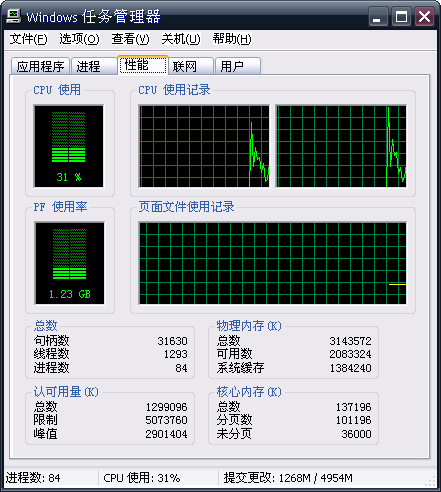 Windows 任务管理器
文件(F) 选项(O) 查看(V) 关机(U) 帮助(H)
应用程序 进程 性能 联网 用户
CPU 使用 CPU 使用记录
31 %
PF 使用率 页面文件使用记录
1.23 GB
总数 物理内存(K)
句柄数 31630 总数 3143572
线程数 1293 可用数 2083324
进程数 84 系统缓存 1384240
认可用量(K) 核心内存(K)
总数 1299096 总数 137196
限制 5073760 分页数 101196
峰值 2901404 未分页 36000
进程数: 84 CPU 使用: 31% 提交更改: 1268M / 4954M